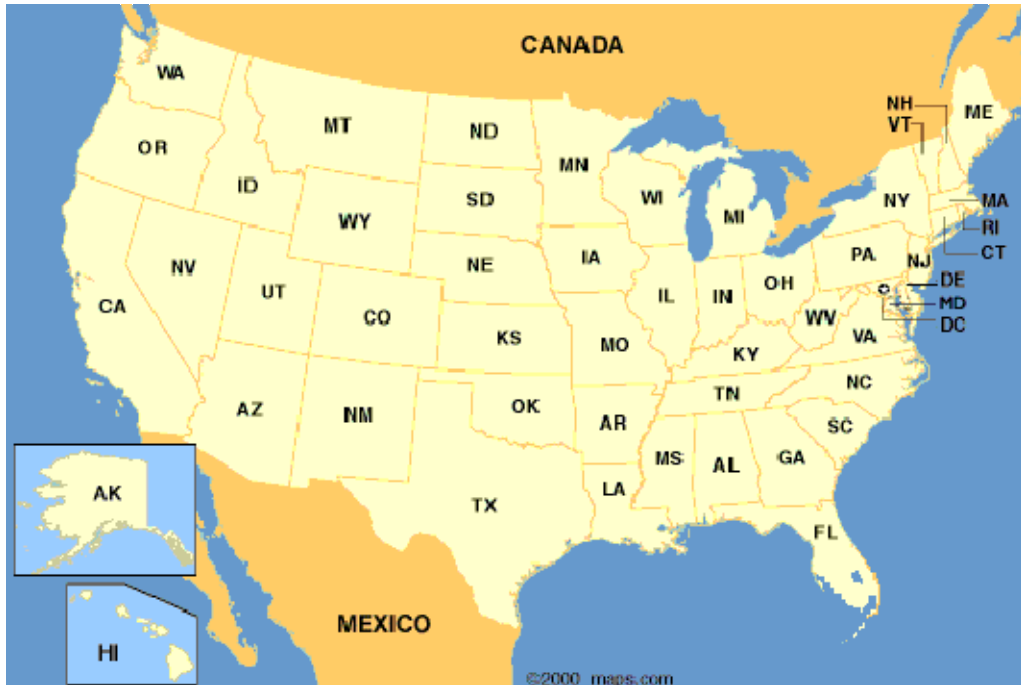 CANADA
WA
MT
ND
MN
NH
VT
ME
OR
ID
SD
WI
MI
NY
MA
WY
RI
CT
IA
NE
PA
NJ
NV
UT
CO
IL
IN
OH
DE
MD
DC
CA
KS
MO
WV
VA
KY
AZ
NM
OK
AR
TN
NC
SC
MS
AL
GA
AK
LA
TX
FL
HI
MEXICO
©2000 maps.com